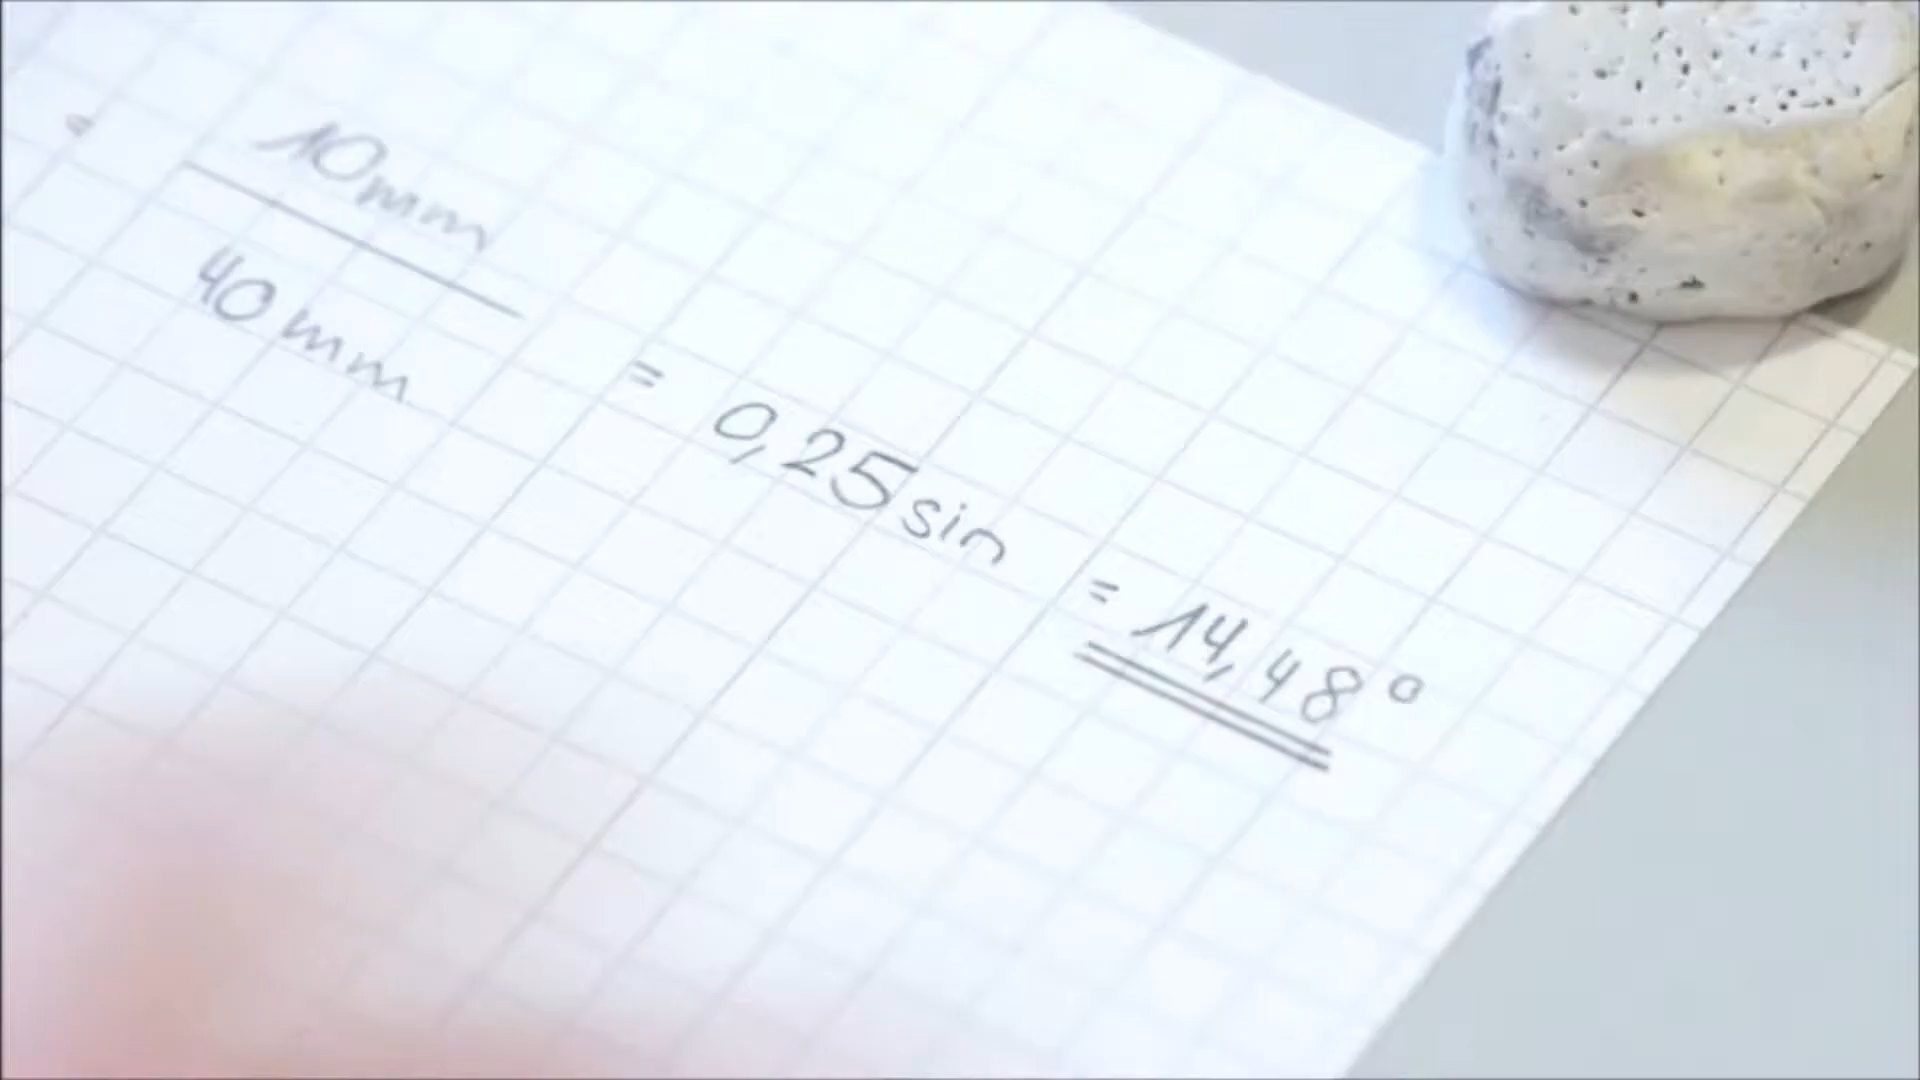 = 10mm
40mm
= 0,25 sin
= 14,48°